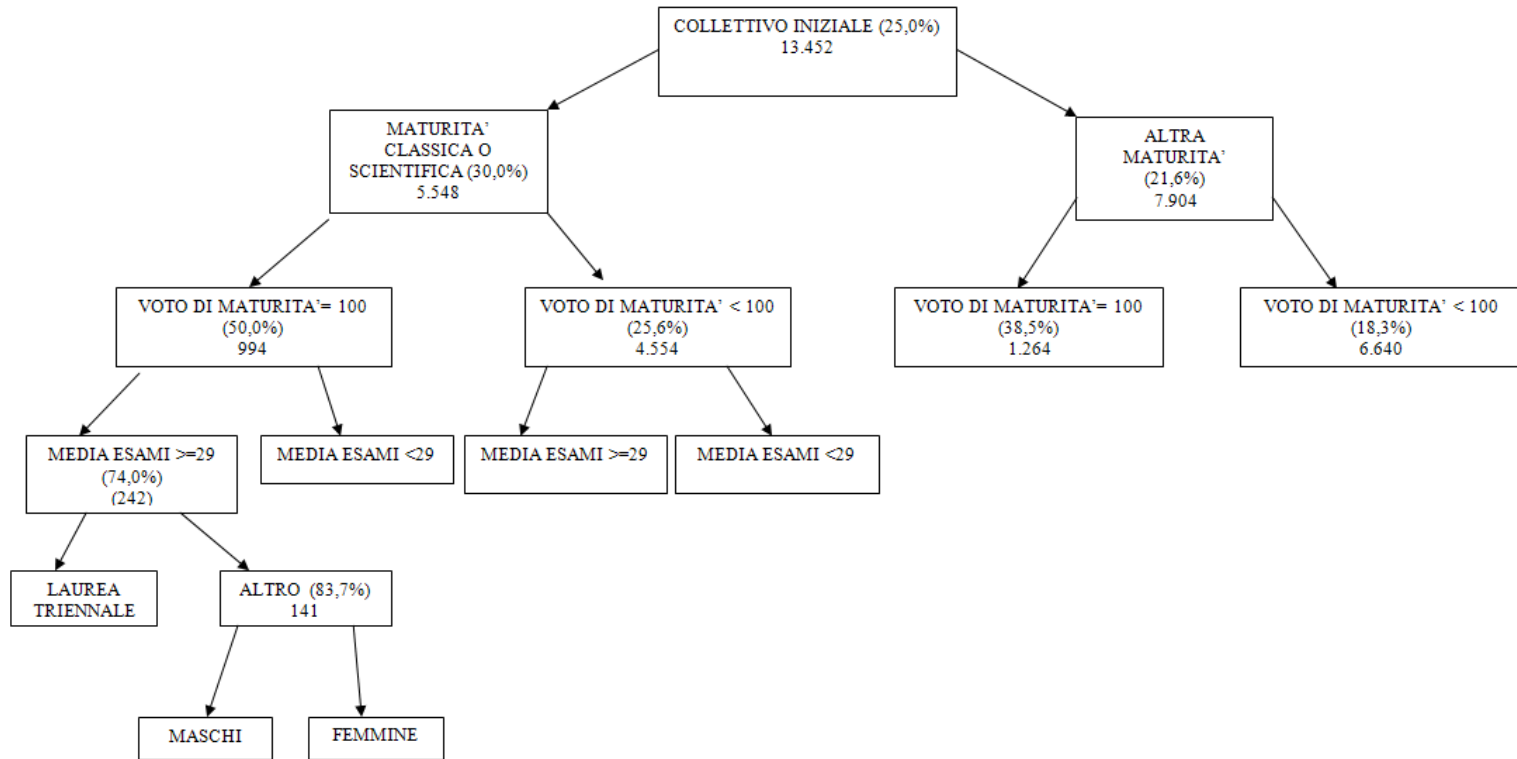 COLLETTIVO INIZIALE (25,0%)
13.452
MATURITA’
CLASSICA O
SCIENTIFICA (30,0%)
5.548
ALTRA
MATURITA’
(21,6%)
7.904
VOTO DI MATURITA’= 100
(50,0%)
994
VOTO DI MATURITA’ < 100
(25,6%)
4.554
VOTO DI MATURITA’= 100
(38,5%)
1.264
VOTO DI MATURITA’ < 100
(18,3%)
6.640
MEDIA ESAMI >=29
(74,0%)
(242)
MEDIA ESAMI <29
MEDIA ESAMI >=29
MEDIA ESAMI <29
LAUREA
TRIENNALE
ALTRO (83,7%)
141
MASCHI
FEMMINE